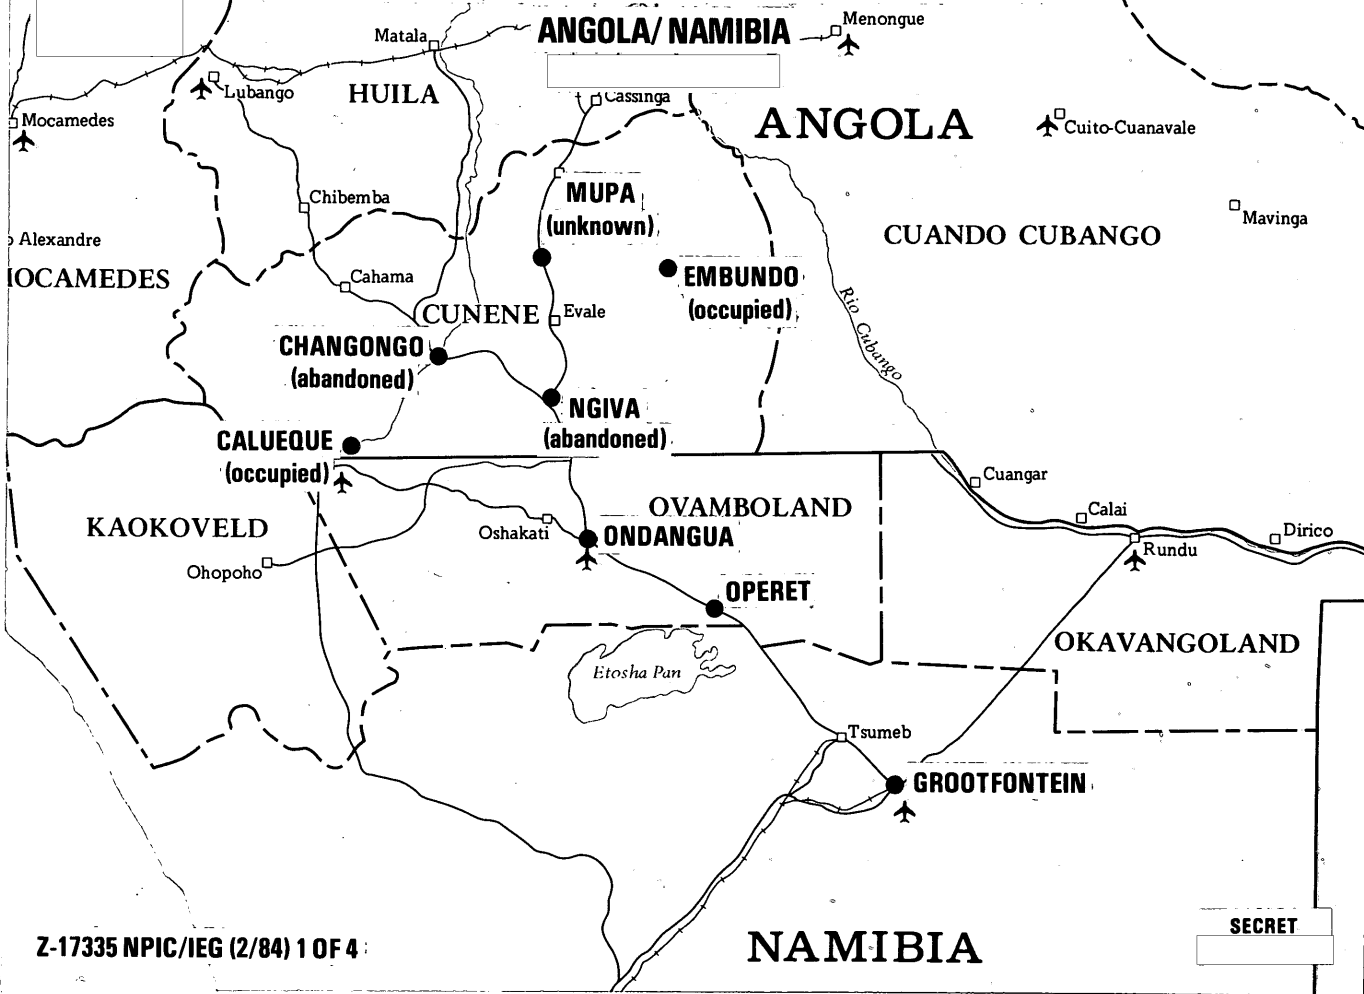 ANGOLA/ NAMIBIA
Menongue
Matala
Lubango
HUILA
Cassinga
ANGOLA
Mocamedes
Cuito-Cuanavale
Chibemba
MUPA
(unknown)
Mavinga
Alexandre
CUANDO CUBANGO
MOCAMEDES
Cahama
EMBUNDO
(occupied)
CUNENE
Evale
Rio Cubango
CHANGONGO
(abandoned)
NGIVA
(abandoned)
CALUEQUE
(occupied)
Cuangar
KAOKOVELD
OVAMBOLAND
Calai
Oshakati
ONDANGUA
Dirico
Rundu
Ohopoho
OPERET
OKAVANGOLAND
Etosha Pan
Tsumeb
GROOTFONTEIN
Z-17335 NPIC/IEG (2/84) 1 OF 4
NAMIBIA
SECRET